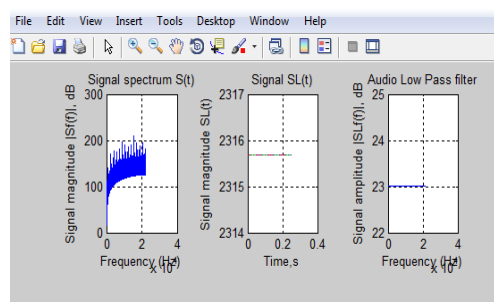 File Edit View Insert Tools Desktop Window Help
Signal spectrum S(t)
Signal magnitude |Sf(f)|, dB
300
200
100
0
0 2 4
Frequency (Hz)
Signal SL(t)
Signal magnitude SL(t)
2317
2316
2315
2314
0 0.2 0.4
Time,s
Audio Low Pass filter
Signal amplitude |SLf(f)|, dB
25
24
23
22
0 2 4
Frequency (Hz)